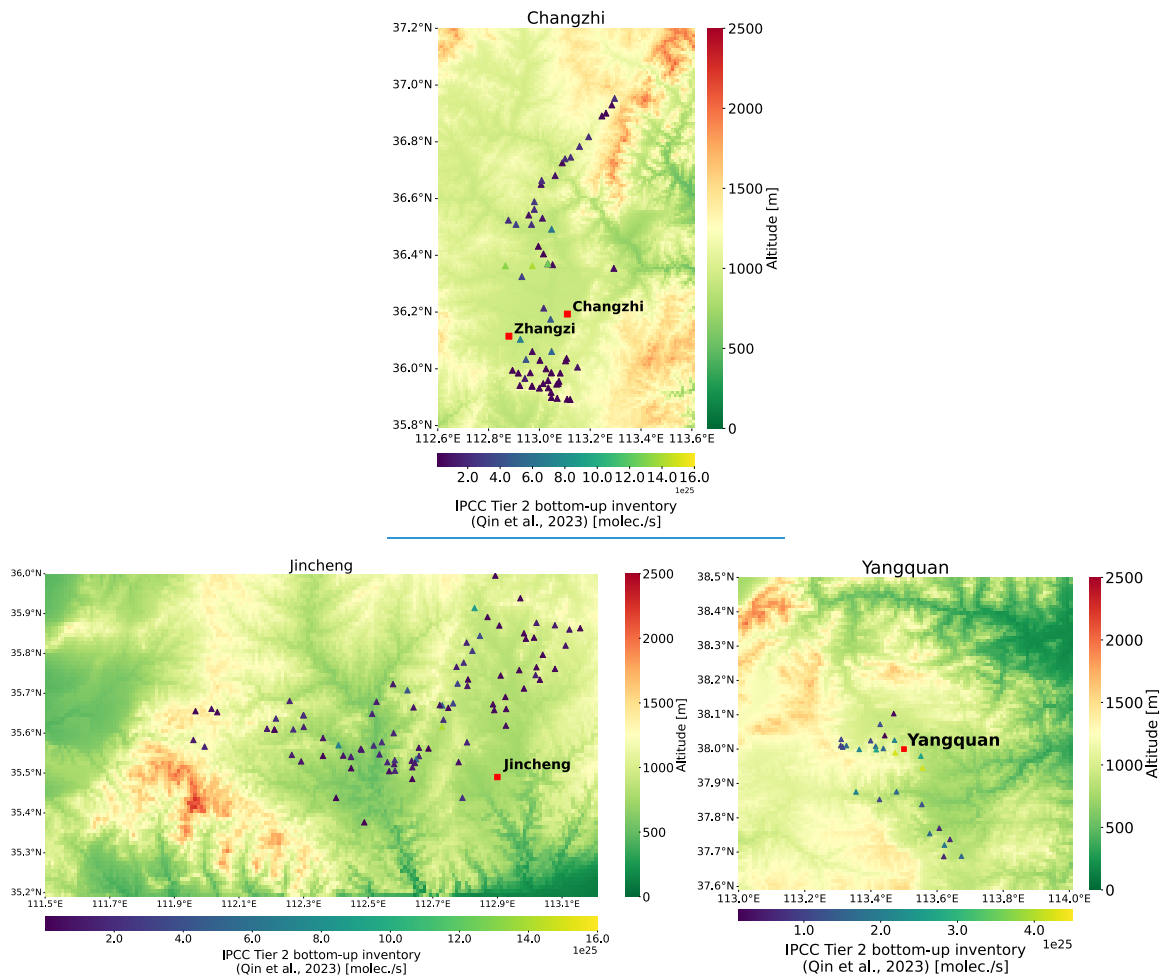 Changzhi
37.2°N
37.0°N
36.8°N
36.6°N
36.4°N
36.2°N
36.0°N
35.8°N
112.6°E 112.8°E 113.0°E 113.2°E 113.4°E 113.6°E
Changzhi
Zhangzi
2500
2000
1500
1000
500
0
Altitude [m]
2.0 4.0 6.0 8.0 10.0 12.0 14.0 16.0
1e25
IPCC Tier 2 bottom-up inventory
(Qin et al., 2023) [molec./s]
Jincheng
36.0°N
35.9°N
35.8°N
35.7°N
35.6°N
35.5°N
35.4°N
35.3°N
35.2°N
111.5°E 111.7°E 111.9°E 112.1°E 112.3°E 112.5°E 112.7°E 112.9°E 113.1°E
Jincheng
2500
2000
1500
1000
500
0
Altitude [m]
2.0 4.0 6.0 8.0 10.0 12.0 14.0 16.0
1e25
IPCC Tier 2 bottom-up inventory
(Qin et al., 2023) [molec./s]
Yangquan
38.5°N
38.4°N
38.3°N
38.2°N
38.1°N
38.0°N
37.9°N
37.8°N
37.7°N
37.6°N
113.0°E 113.2°E 113.4°E 113.6°E 113.8°E 114.0°E
Yangquan
2500
2000
1500
1000
500
0
Altitude [m]
1.0 2.0 3.0 4.0
1e25
IPCC Tier 2 bottom-up inventory
(Qin et al., 2023) [molec./s]